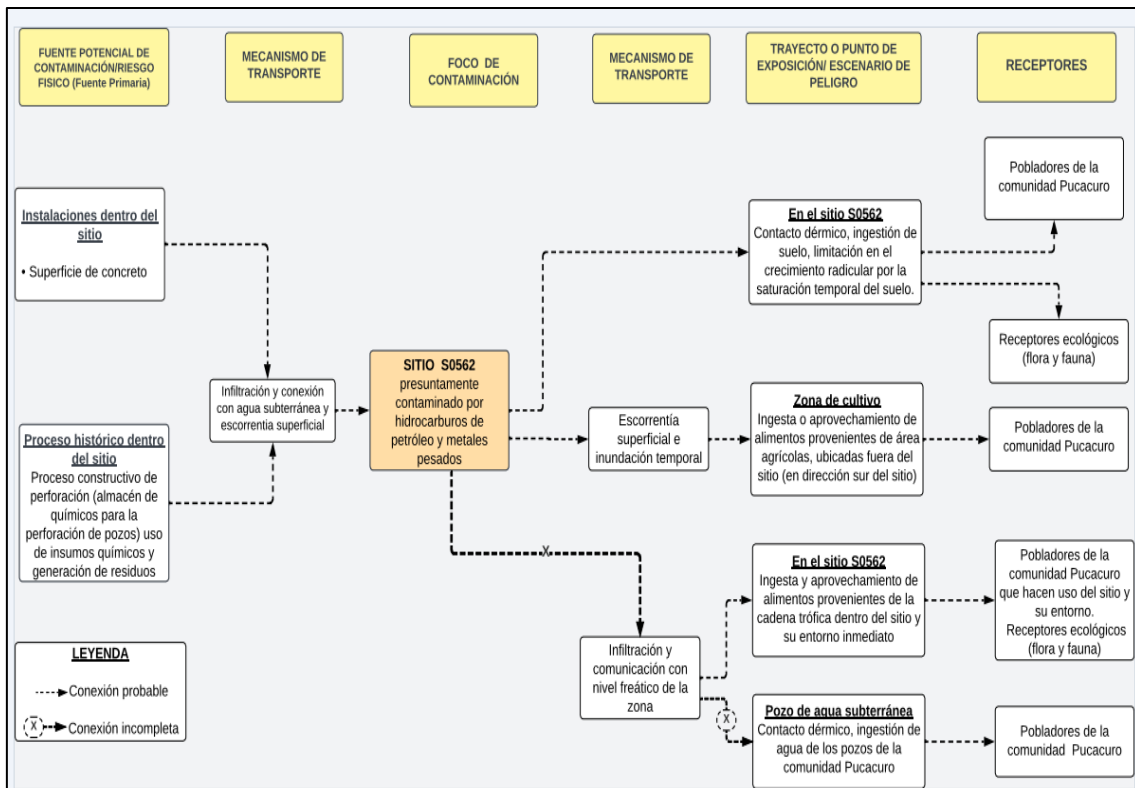 FUENTE POTENCIAL DE
CONTAMINACIÓN/RIESGO
FISICO (Fuente Primaria)
MECANISMO DE
TRANSPORTE
FOCO DE
CONTAMINACIÓN
MECANISMO DE
TRANSPORTE
TRAYECTO O PUNTO DE
EXPOSICIÓN/ ESCENARIO DE
PELIGRO
RECEPTORES
Instalaciones dentro del
sitio
• Superficie de concreto
Proceso histórico dentro
del sitio
Proceso constructivo de
perforación (almacén de
químicos para la
perforación de pozos) uso
de insumos químicos y
generación de residuos
Infiltración y conexión
con agua subterránea y
escorrentia superficial
SITIO S0562
presuntamente
contaminado por
hidrocarburos de
petróleo y metales
pesados
X
Escorrentía
superficial e
inundación temporal
Infiltración y
comunicación con
nivel freático de la
zona
X
En el sitio S0562
Contacto dérmico, ingestión de
suelo, limitación en el
crecimiento radicular por la
saturación temporal del suelo.
Zona de cultivo
Ingesta o aprovechamiento de
alimentos provenientes de área
agrícolas, ubicadas fuera del
sitio (en dirección sur del sitio)
En el sitio S0562
Ingesta y aprovechamiento de
alimentos provenientes de la
cadena trófica dentro del sitio y
su entorno inmediato
Pozo de agua subterránea
Contacto dérmico, ingestión de
agua de los pozos de la
comunidad Pucacuro
Pobladores de la
comunidad Pucacuro
Receptores ecológicos
(flora y fauna)
Pobladores de la
comunidad Pucacuro
Pobladores de la
comunidad Pucacuro
que hacen uso del sitio y
su entorno.
Receptores ecológicos
(flora y fauna)
Pobladores de la
comunidad Pucacuro
LEYENDA
Conexión probable
X Conexión incompleta